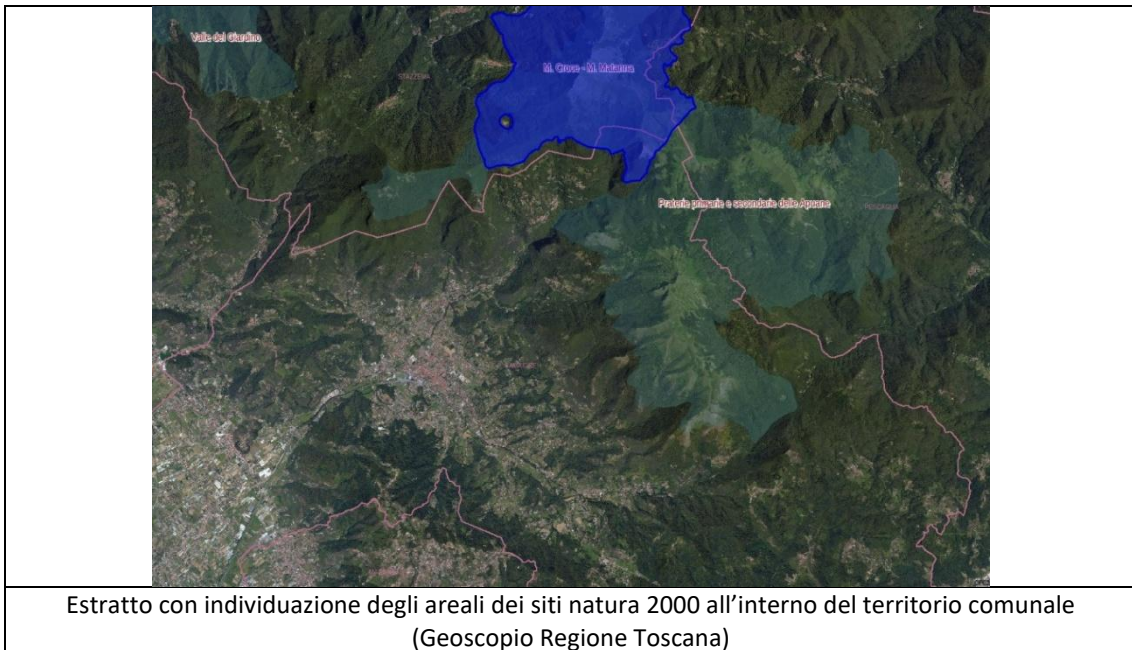 Valle del Giardino
M. Croce - M. Matanna
STAZZEMA
Praterie primarie e secondarie delle Apuane
Estratto con individuazione degli areali dei siti natura 2000 all’interno del territorio comunale
(Geoscopio Regione Toscana)